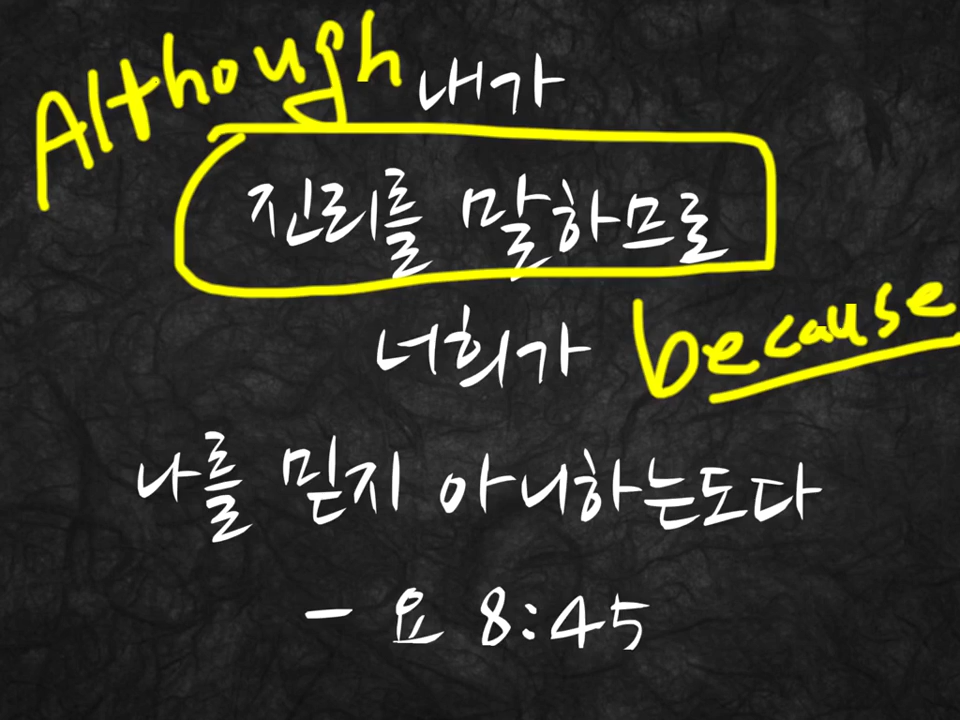 Although
내가
진리를 말하므로
너희가
because
나를 믿지 아니하는도다
- 요 8:45